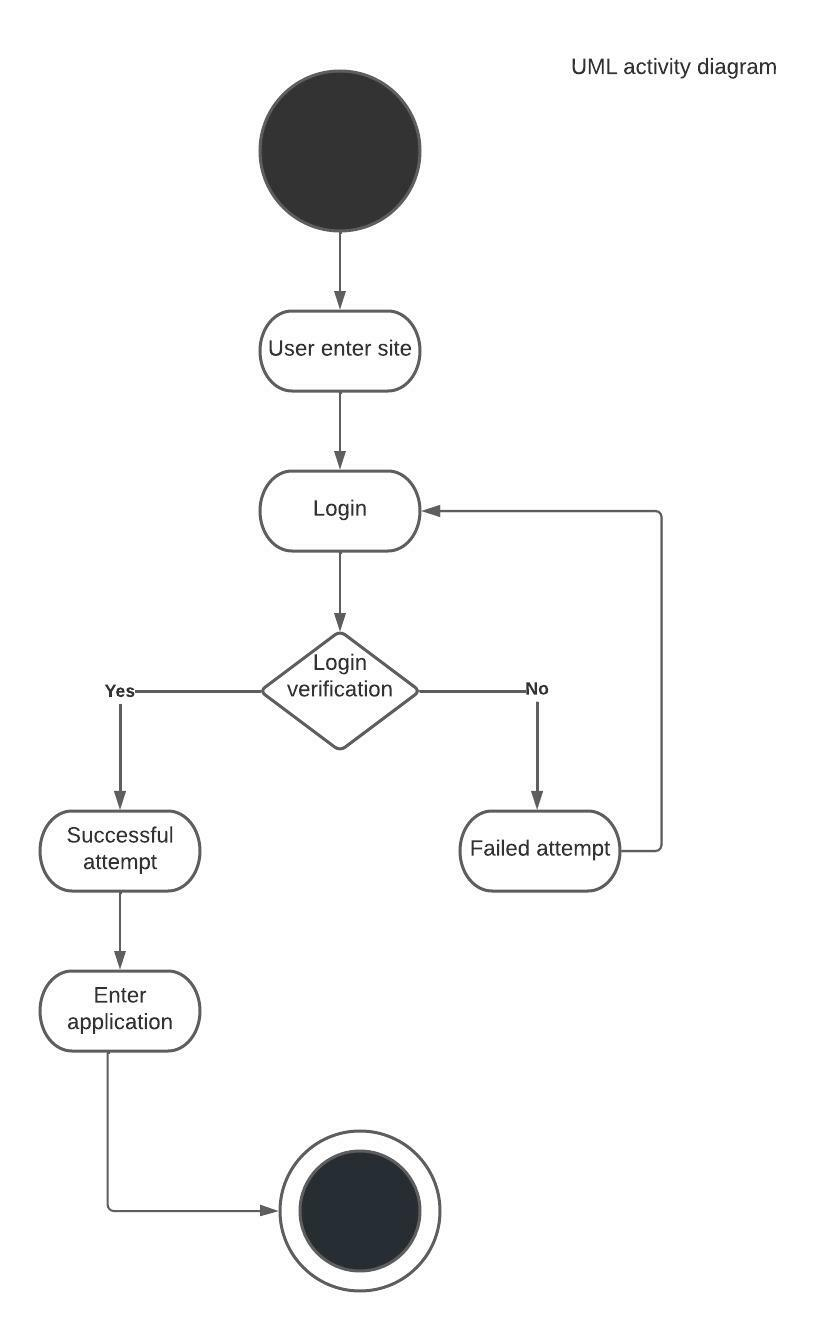 UML activity diagram
User enter site
Login
Login
verification
Yes
No
Successful
attempt
Failed attempt
Enter
application